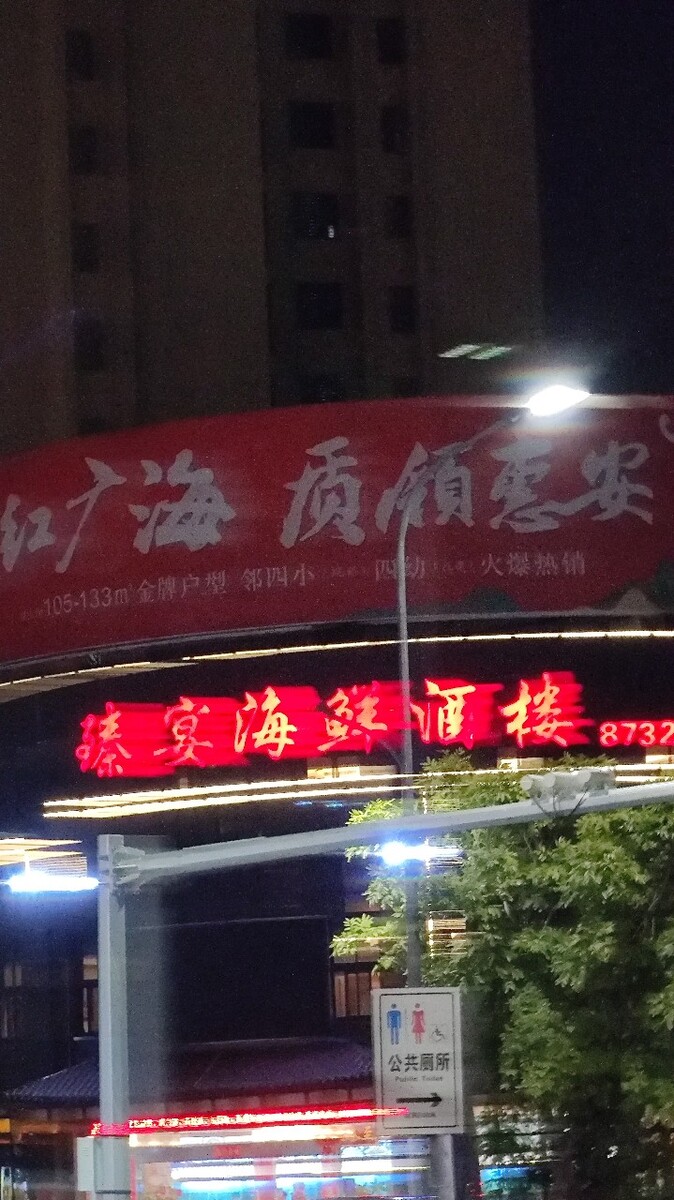 红广海 质领惠安
105-133㎡金牌户型 邻四小 四幼 火爆热销
臻宴海鲜酒楼 8732
公共厕所
Public Toilet